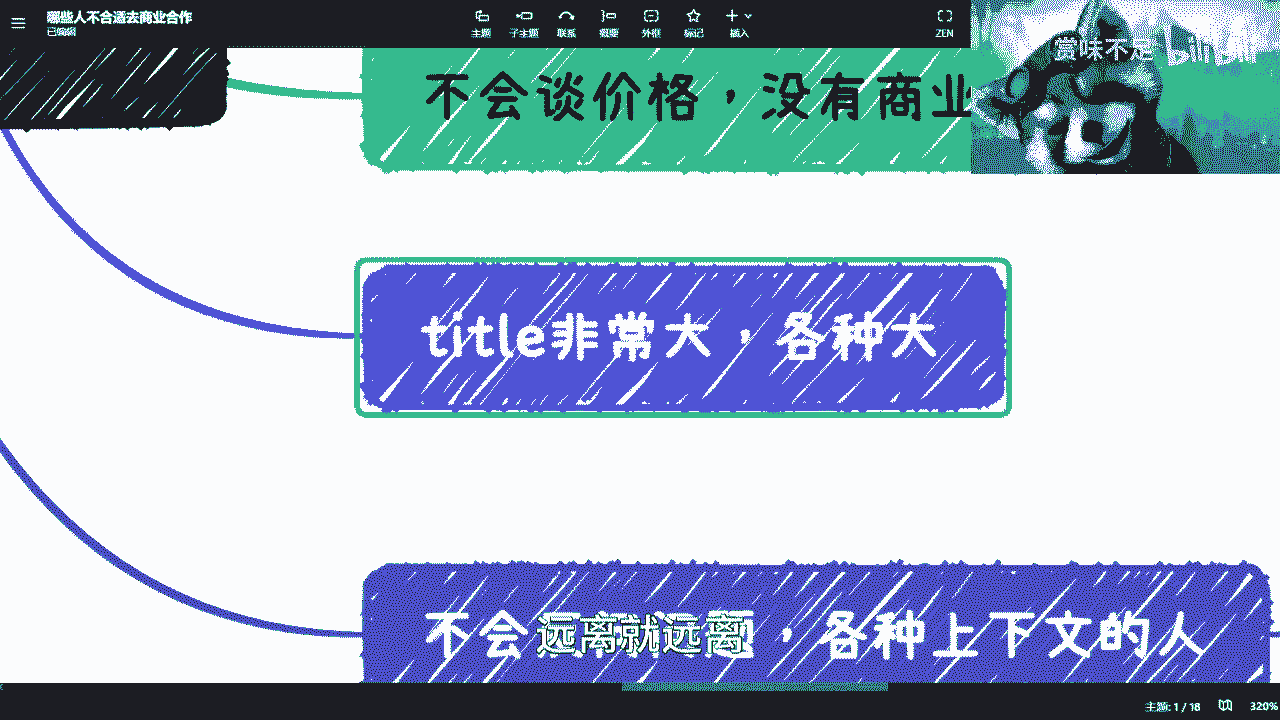 哪些人不合适去商业合作
已编辑
主题 子主题 联系 概要 外框 标记 插入
ZEN
赏味不足
不会谈价格，没有商业
title非常大，各种大
不会
，各种上下文的人
远离就远离
主题: 1 / 18
320%